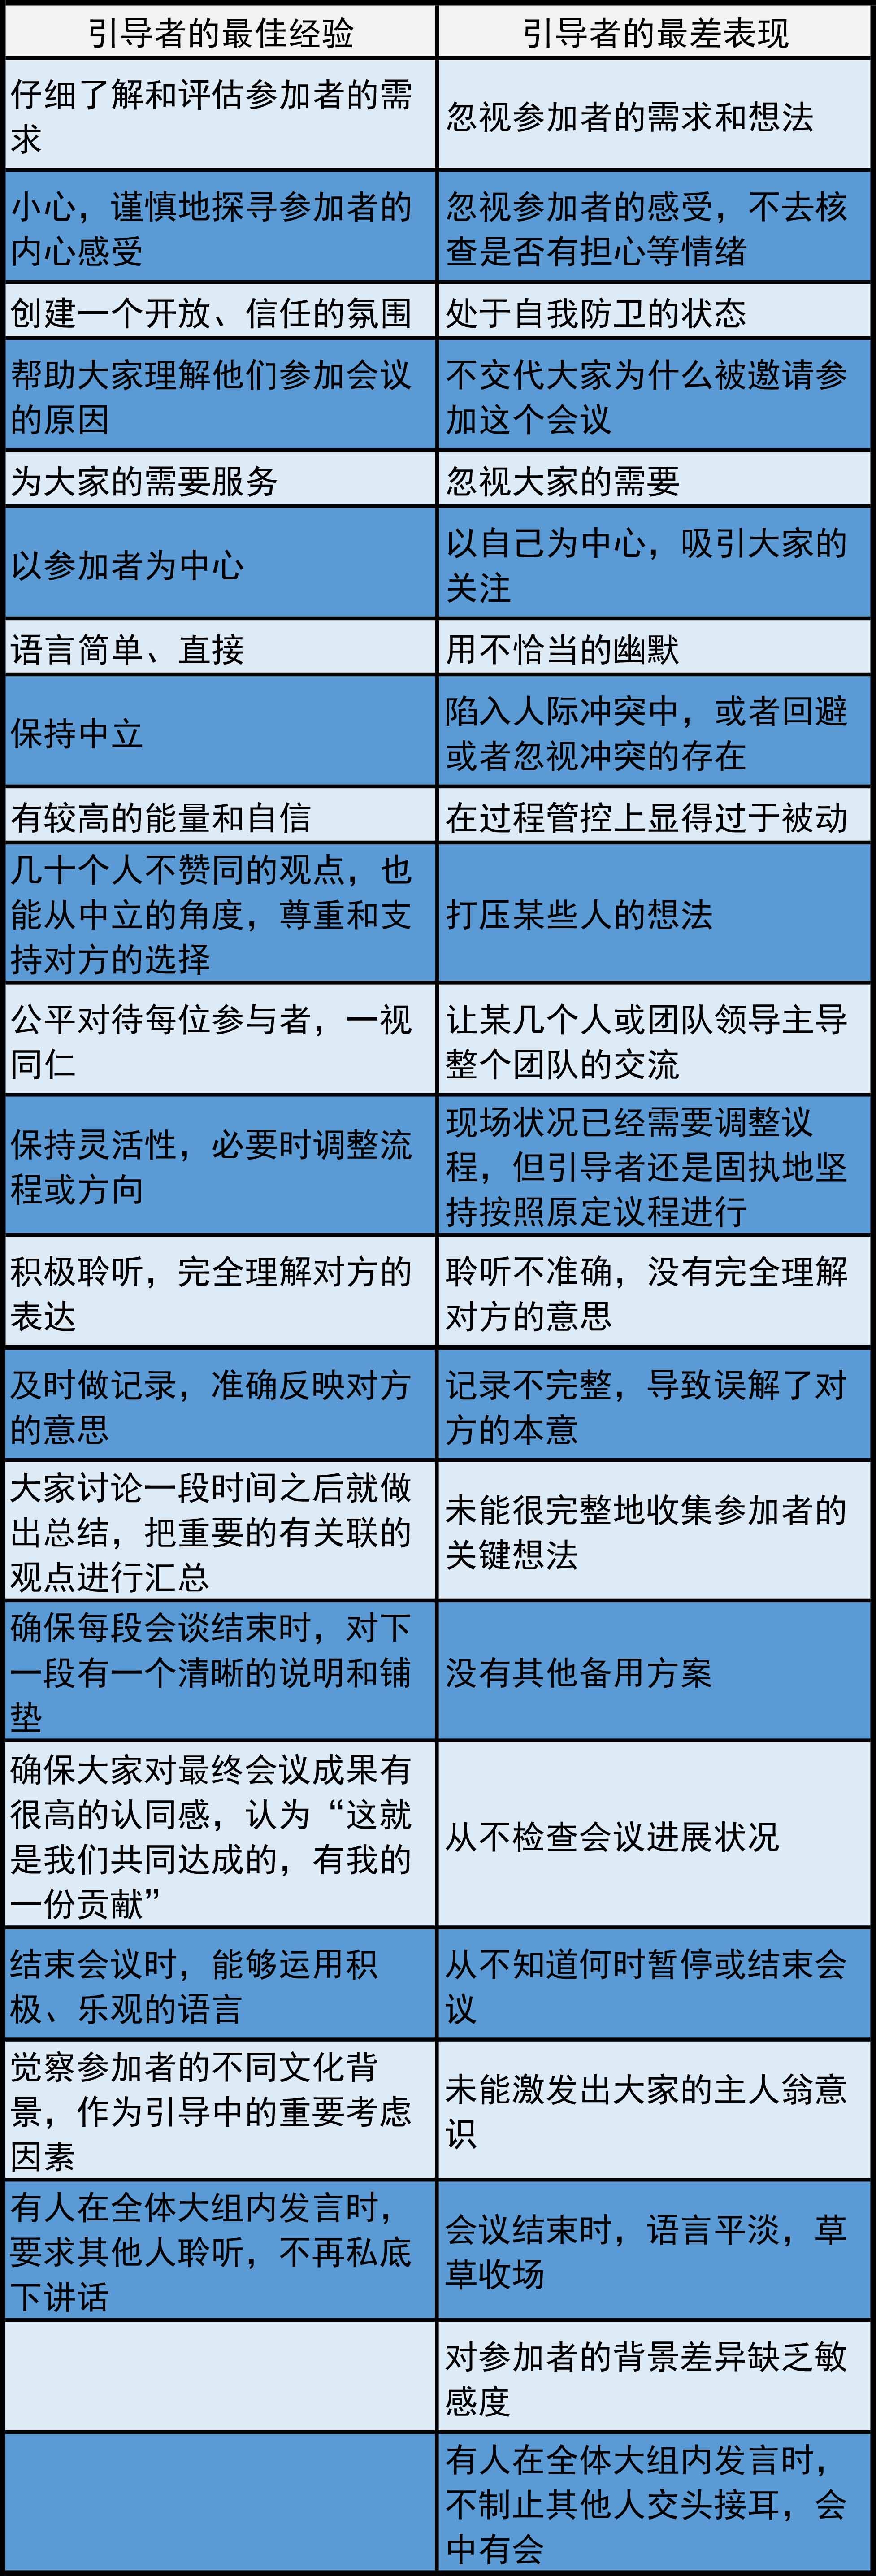 引导者的最佳经验
引导者的最差表现
仔细了解和评估参加者的需
求
忽视参加者的需求和想法
小心，谨慎地探寻参加者的
内心感受
忽视参加者的感受，不去核
查是否有担心等情绪
创建一个开放、信任的氛围
处于自我防卫的状态
帮助大家理解他们参加会议
的原因
不交代大家为什么被邀请参
加这个会议
为大家的需要服务
忽视大家的需要
以参加者为中心
以自己为中心，吸引大家的
关注
语言简单、直接
用不恰当的幽默
保持中立
陷入人际冲突中，或者回避
或者忽视冲突的存在
有较高的能量和自信
在过程管控上显得过于被动
几十个人不赞同的观点，也
能从中立的角度，尊重和支
持对方的选择
打压某些人的想法
公平对待每位参与者，一视
同仁
让某几个人或团队领导主导
整个团队的交流
保持灵活性，必要时调整流
程或方向
现场状况已经需要调整议
程，但引导者还是固执地坚
持按照原定议程进行
积极聆听，完全理解对方的
表达
聆听不准确，没有完全理解
对方的意思
及时做记录，准确反映对方
的意思
记录不完整，导致误解了对
方的本意
大家讨论一段时间之后就做
出总结，把重要的有关联的
观点进行汇总
未能很完整地收集参加者的
关键想法
确保每段会谈结束时，对下
一段有一个清晰的说明和铺
垫
没有其他备用方案
确保大家对最终会议成果有
很高的认同感，认为“这就
是我们共同达成的，有我的
一份贡献”
从不检查会议进展状况
结束会议时，能够运用积
极、乐观的语言
从不知道何时暂停或结束会
议
觉察参加者的不同文化背
景，作为引导中的重要考虑
因素
未能激发出大家的主人翁意
识
有人在全体大组内发言时，
要求其他人聆听，不再私底
下讲话
会议结束时，语言平淡，草
草收场
对参加者的背景差异缺乏敏
感度
有人在全体大组内发言时，
不制止其他人交头接耳，会
中有会